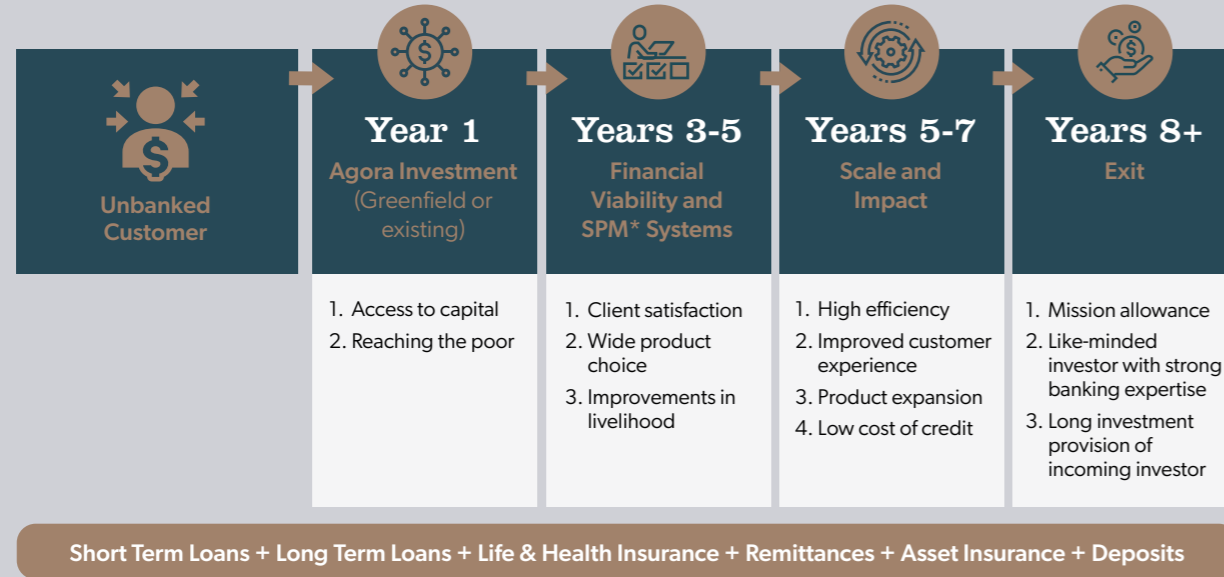 Unbanked
Customer
Year 1
Agora Investment
(Greenfield or
existing)
1. Access to capital
2. Reaching the poor
Years 3-5
Financial
Viability and
SPM* Systems
1. Client satisfaction
2. Wide product
choice
3. Improvements in
livelihood
Years 5-7
Scale and
Impact
1. High efficiency
2. Improved customer
experience
3. Product expansion
4. Low cost of credit
Years 8+
Exit
1. Mission allowance
2. Like-minded
investor with strong
banking expertise
3. Long investment
provision of
incoming investor
Short Term Loans + Long Term Loans + Life & Health Insurance + Remittances + Asset Insurance + Deposits